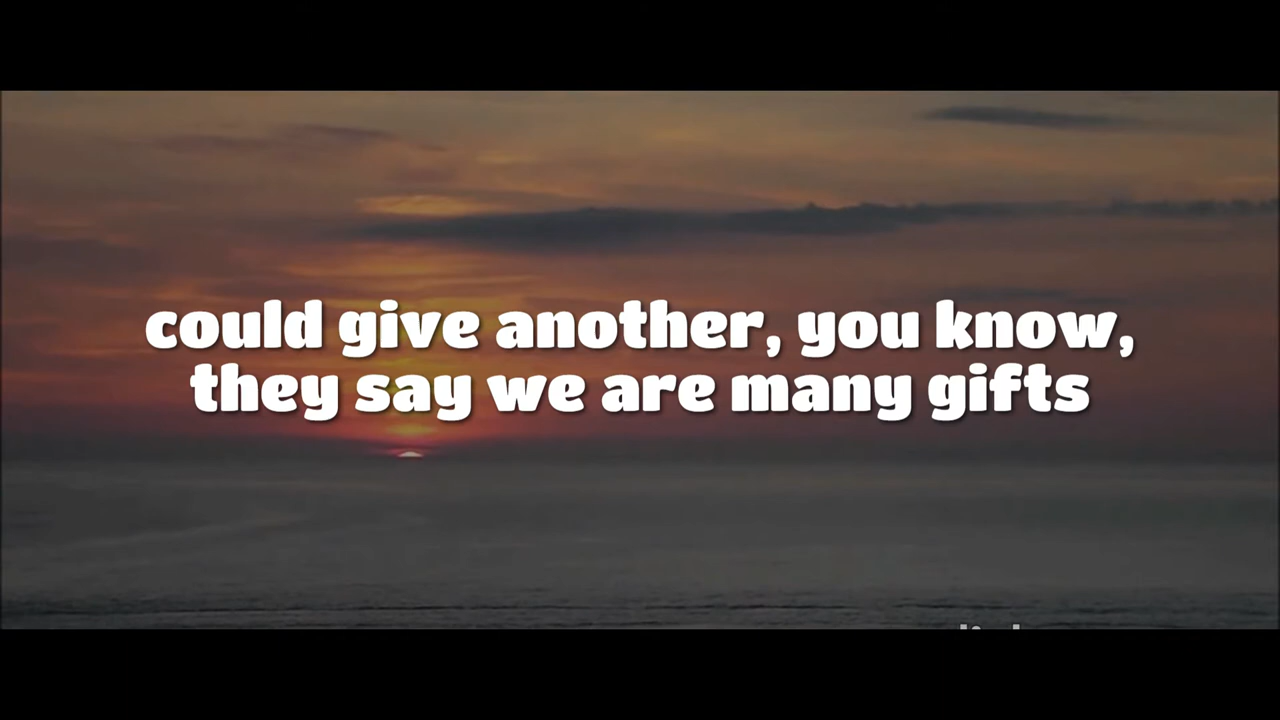 could give another, you know,
they say we are many gifts